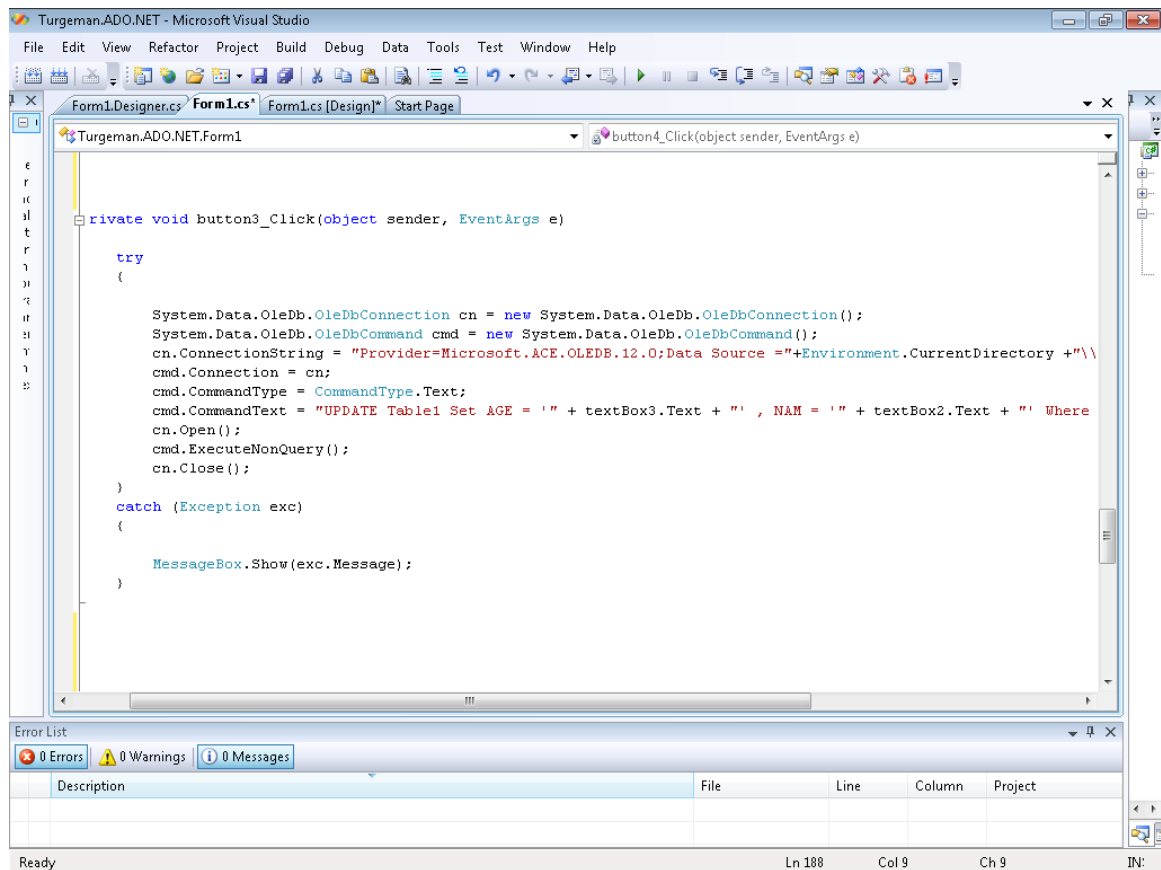 Turgeman.ADO.NET - Microsoft Visual Studio
File Edit View Refactor Project Build Debug Data Tools Test Window Help
Form1.Designer.cs Form1.cs* Form1.cs [Design]* Start Page
Turgeman.ADO.NET.Form1 button4_Click(object sender, EventArgs e)
rivate void button3_Click(object sender, EventArgs e)
try
{
System.Data.OleDb.OleDbConnection cn = new System.Data.OleDb.OleDbConnection();
System.Data.OleDb.OleDbCommand cmd = new System.Data.OleDb.OleDbCommand();
cn.ConnectionString = "Provider=Microsoft.ACE.OLEDB.12.0;Data Source ="+Environment.CurrentDirectory +"\\
cmd.Connection = cn;
cmd.CommandType = CommandType.Text;
cmd.CommandText = "UPDATE Table1 Set AGE = '" + textBox3.Text + "' , NAM = '" + textBox2.Text + "' Where
cn.Open();
cmd.ExecuteNonQuery();
cn.Close();
}
catch (Exception exc)
{
MessageBox.Show(exc.Message);
}
Error List
0 Errors 0 Warnings 0 Messages
Description File Line Column Project
Ready Ln 188 Col 9 Ch 9 IN: